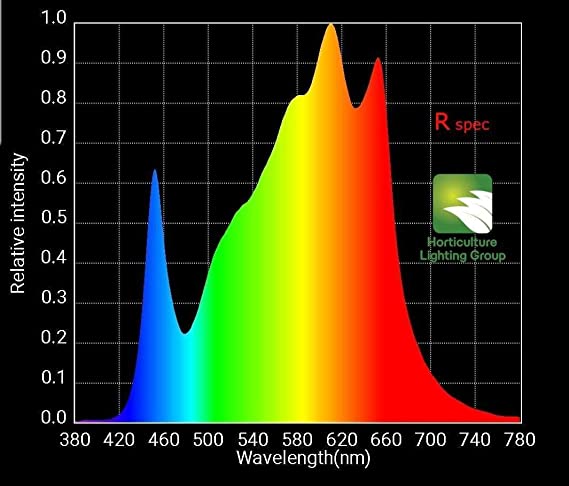 1.0
0.9
0.8
0.7
0.6
0.5
0.4
0.3
0.2
0.1
0.0
Relative intensity
R spec
Horticulture
Lighting Group
380 420 460 500 540 580 620 660 700 740 780
Wavelength(nm)